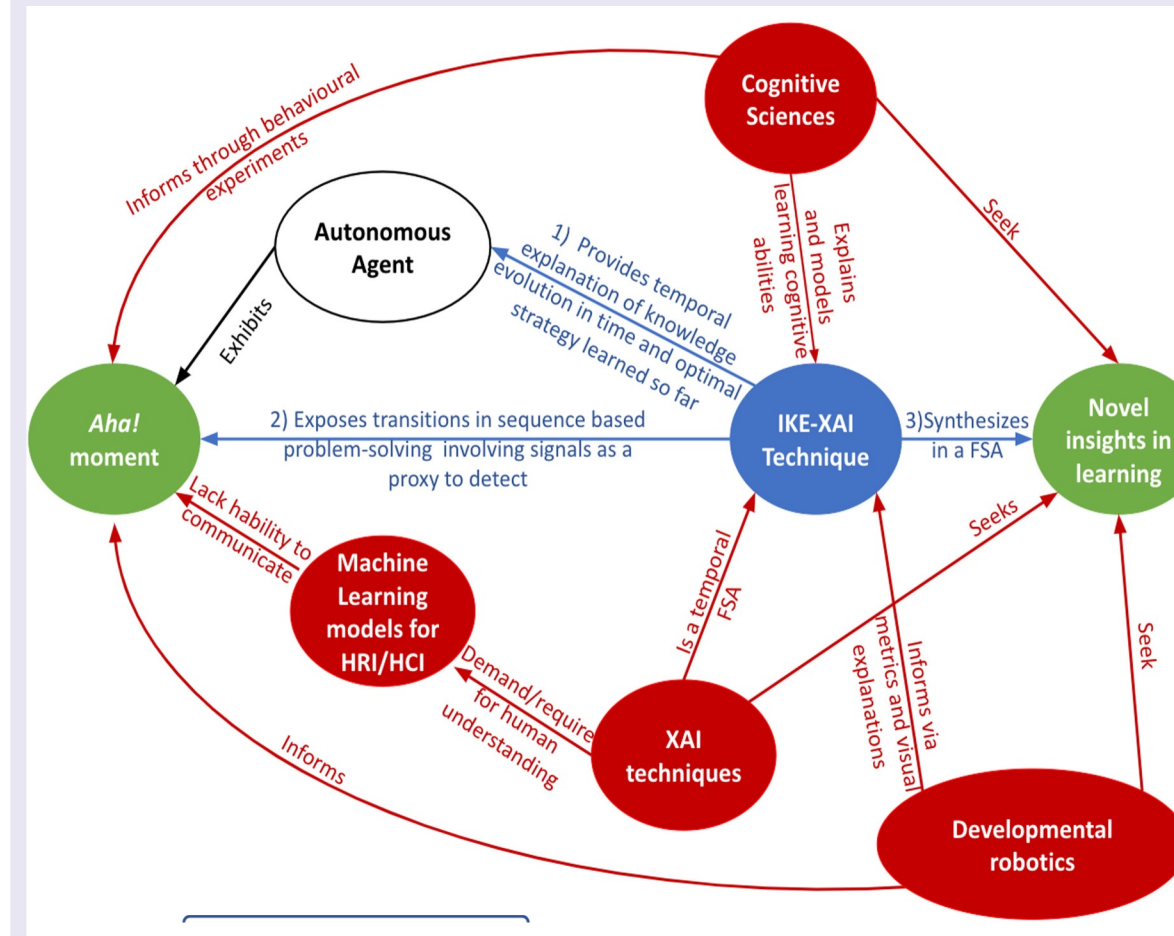 Cognitive
Sciences
Informs through behavioural
experiments
Autonomous
Agent
1) Provides temporal
explanation of knowledge
evolution in time and optimal
strategy learned so far
Explains
and models
learning cognitive
abilities
Seek
Exhibits
Aha!
moment
2) Exposes transitions in sequence based
problem-solving involving signals as a
proxy to detect
IKE-XAI
Technique
3)Synthesizes
in a FSA
Novel
insights in
learning
Lack hability to
communicate
Machine
Learning
models for
HRI/HCI
Is a temporal
FSA
Seeks
Demand/require
for human
understanding
XAI
techniques
Informs via
metrics and visual
explanations
Seek
Informs
Developmental
robotics